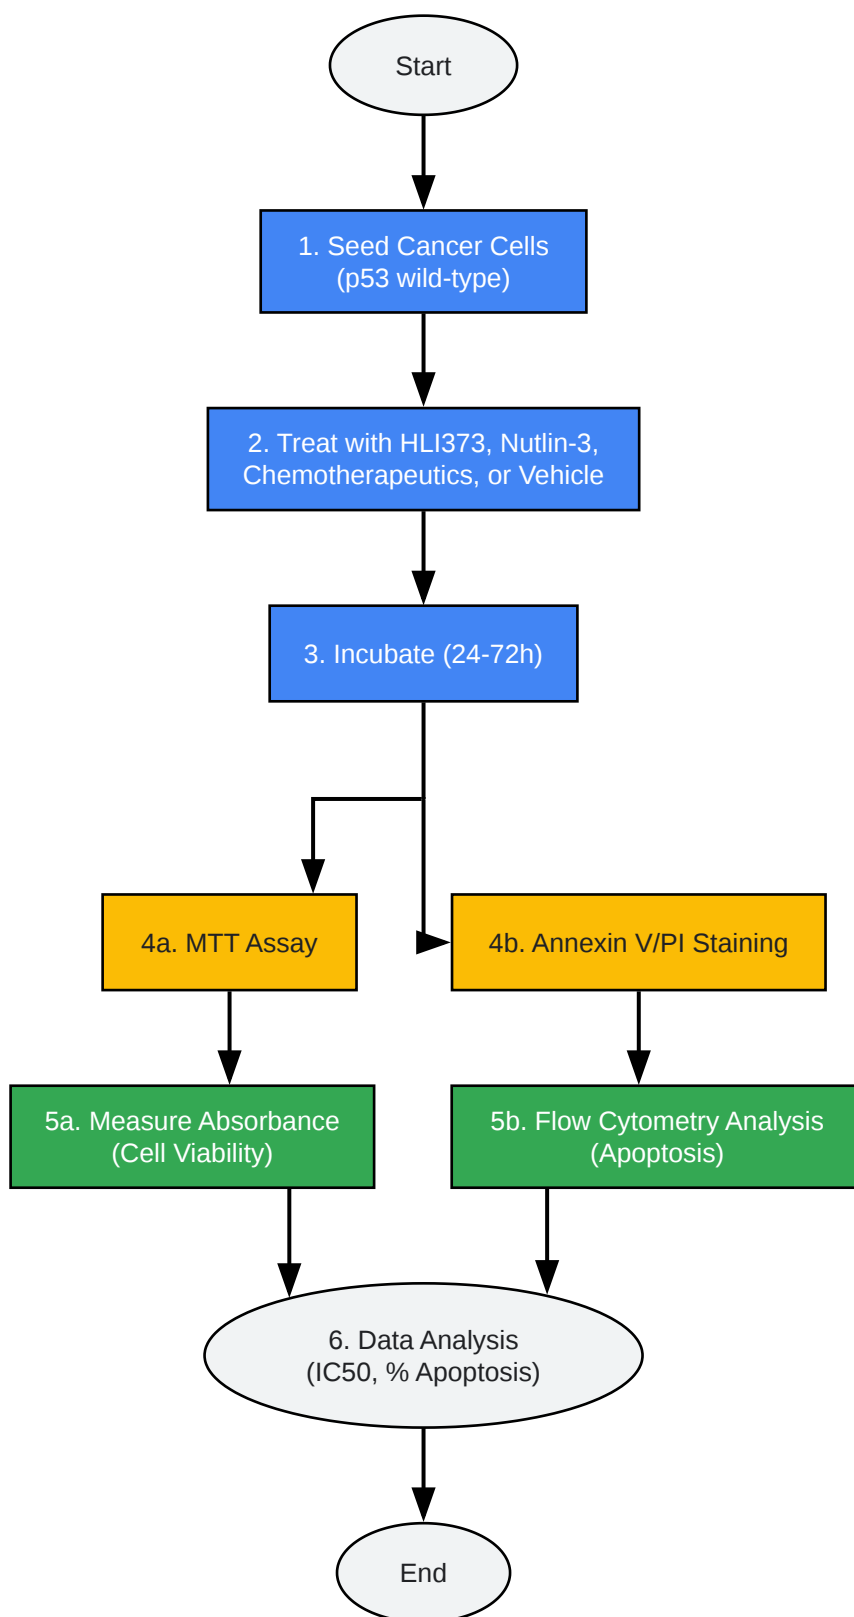 Start
1. Seed Cancer Cells
(p53 wild-type)
2. Treat with HLI373, Nutlin-3,
Chemotherapeutics, or Vehicle
3. Incubate (24-72h)
4a. MTT Assay
4b. Annexin V/PI Staining
5a. Measure Absorbance
(Cell Viability)
5b. Flow Cytometry Analysis
(Apoptosis)
6. Data Analysis
(IC50, % Apoptosis)
End